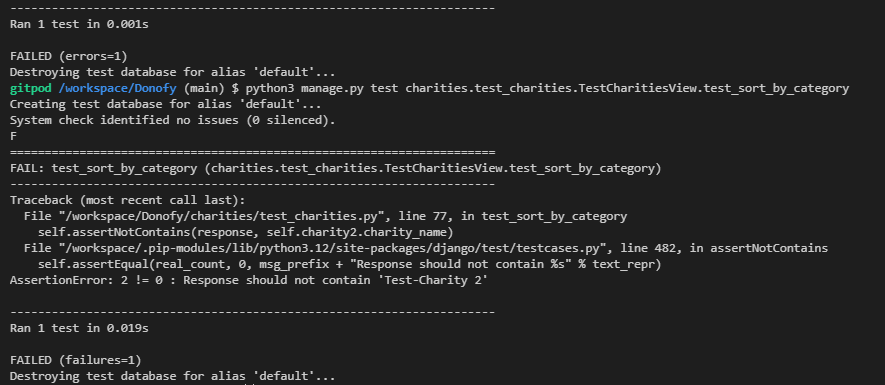 ----------------------------------------------------------------------
Ran 1 test in 0.001s
FAILED (errors=1)
Destroying test database for alias 'default'...
gitpod /workspace/Donofy (main) $ python3 manage.py test charities.test_charities.TestCharitiesView.test_sort_by_category
Creating test database for alias 'default'...
System check identified no issues (0 silenced).
F
======================================================================
FAIL: test_sort_by_category (charities.test_charities.TestCharitiesView.test_sort_by_category)
----------------------------------------------------------------------
Traceback (most recent call last):
  File "/workspace/Donofy/charities/test_charities.py", line 77, in test_sort_by_category
    self.assertNotContains(response, self.charity2.charity_name)
  File "/workspace/.pip-modules/lib/python3.12/site-packages/django/test/testcases.py", line 482, in assertNotContains
    self.assertEqual(real_count, 0, msg_prefix + "Response should not contain %s" % text_repr)
AssertionError: 2 != 0 : Response should not contain 'Test-Charity 2'
----------------------------------------------------------------------
Ran 1 test in 0.019s
FAILED (failures=1)
Destroying test database for alias 'default'...